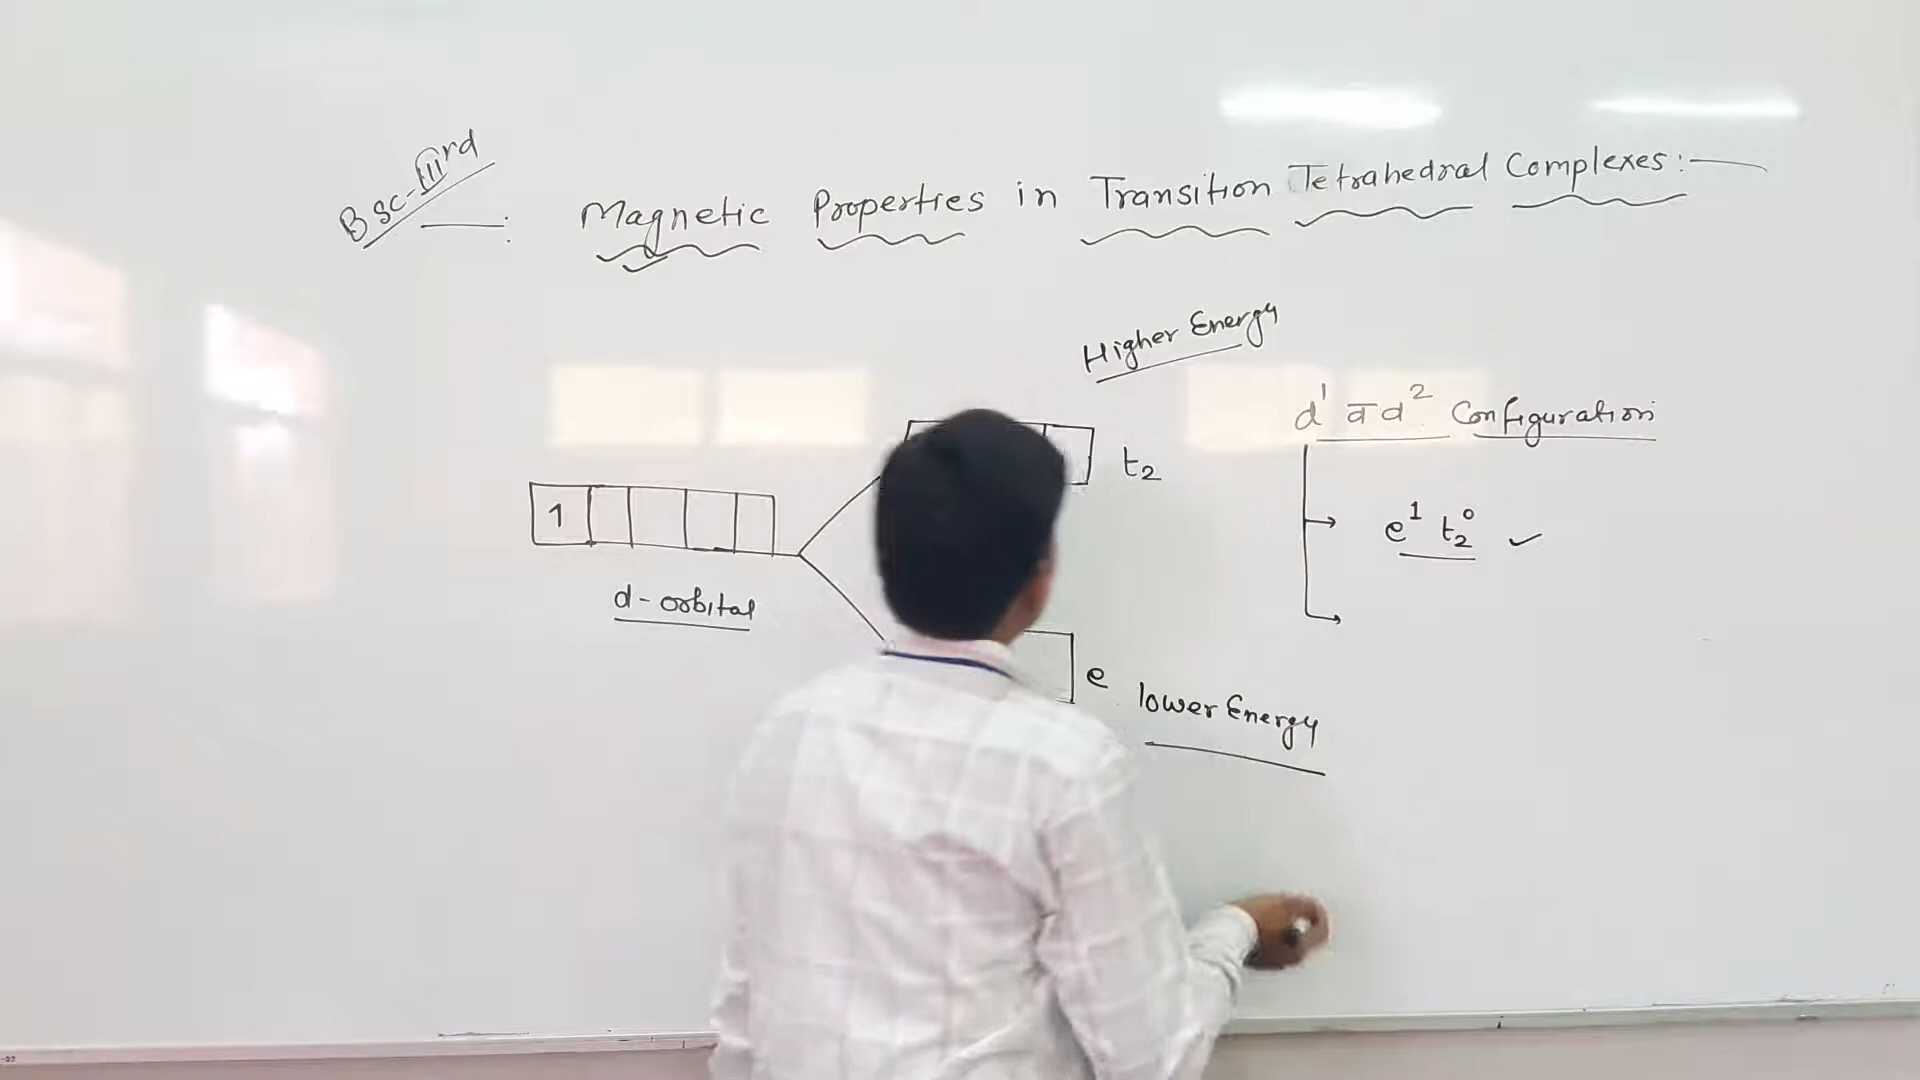 Bsc-IIIrd
Magnetic Properties in Transition Tetrahedral Complexes:-
Higher Energy
d¹ a d² Configuration
t₂
1
e¹ t₂⁰ ✓
d-orbital
e
lower Energy